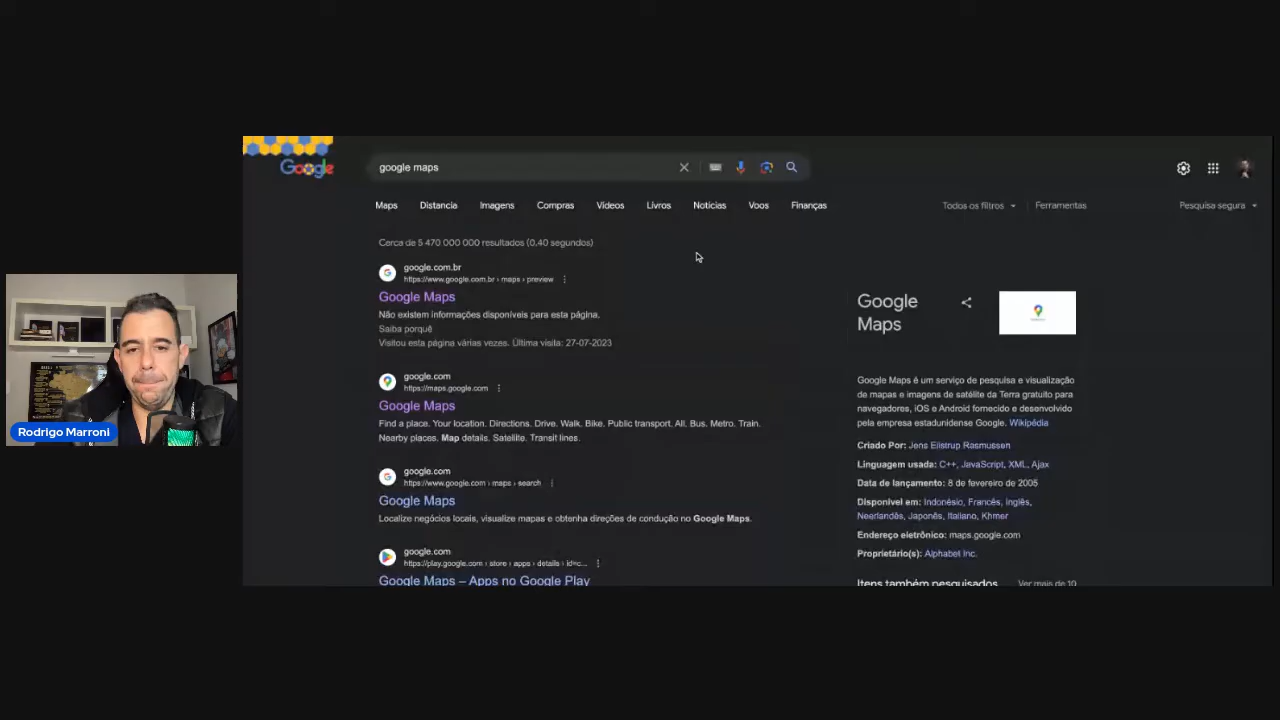 Google
google maps
Maps
Distancia
Imagens
Compras
Vídeos
Livros
Notícias
Voos
Finanças
Todos os filtros
Ferramentas
Pesquisa segura
Cerca de 5 470 000 000 resultados (0,40 segundos)
google.com.br
https://www.google.com.br › maps › preview
Google Maps
Não existem informações disponíveis para esta página.
Saiba porquê
Visitou esta página várias vezes. Última visita: 27-07-2023
google.com
https://maps.google.com
Google Maps
Find a place. Your location. Directions. Drive. Walk. Bike. Public transport. All. Bus. Metro. Train.
Nearby places. Map details. Satellite. Transit lines.
google.com
https://www.google.com › maps › search
Google Maps
Localize negócios locais, visualize mapas e obtenha direções de condução no Google Maps.
google.com
https://play.google.com › store › apps › details › id=c...
Google Maps – Apps no Google Play
Google
Maps
Google Maps é um serviço de pesquisa e visualização
de mapas e imagens de satélite da Terra gratuito para
navegadores, iOS e Android fornecido e desenvolvido
pela empresa estadunidense Google. Wikipédia
Criado Por: Jens Eilstrup Rasmussen
Linguagem usada: C++, JavaScript, XML, Ajax
Data de lançamento: 8 de fevereiro de 2005
Disponível em: Indonésio, Francês, Inglês,
Neerlandês, Japonês, Italiano, Khmer
Endereço eletrônico: maps.google.com
Proprietário(s): Alphabet Inc.
Itens também pesquisados
Ver mais de 10
Rodrigo Marroni